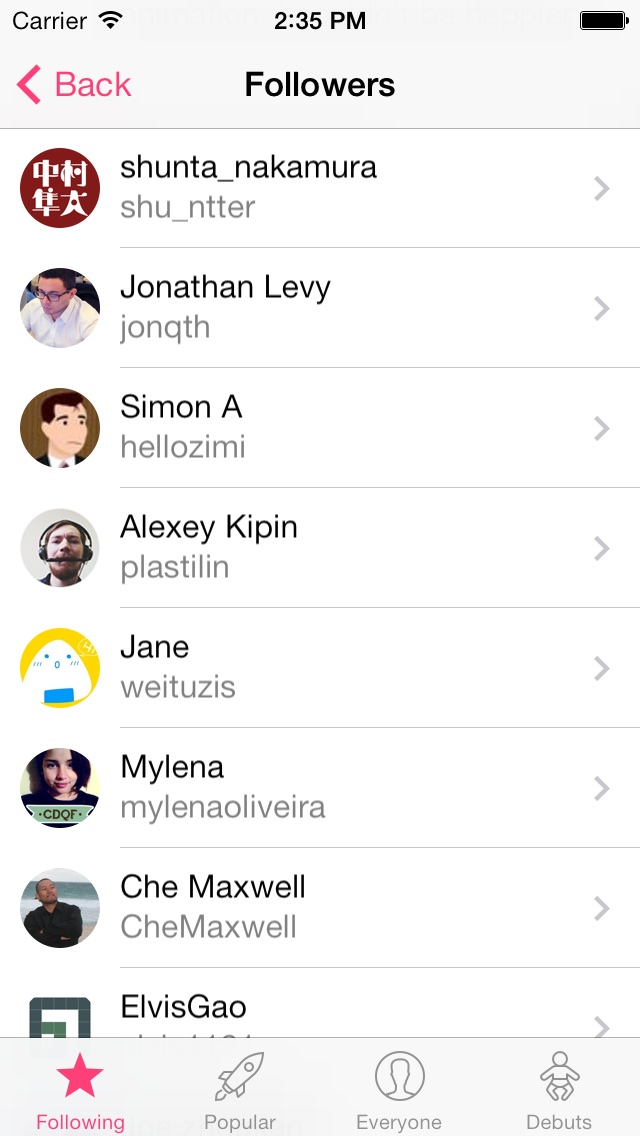 Carrier 2:35 PM
Back Followers
中村
隼太
shunta_nakamura
shu_ntter
Jonathan Levy
jonqth
Simon A
hellozimi
Alexey Kipin
plastilin
Jane
weituzis
Mylena
mylenaoliveira
·CDQF·
Che Maxwell
CheMaxwell
ElvisGao
Following Popular Everyone Debuts